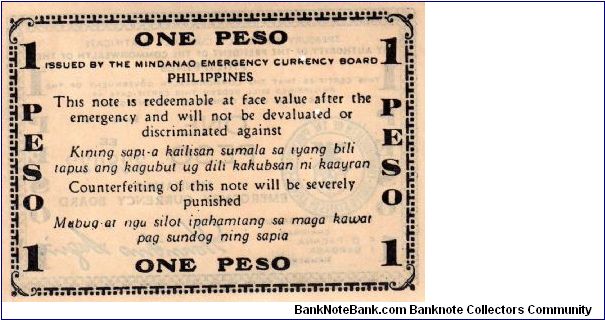 1 ONE PESO 1
ISSUED BY THE MINDANAO EMERGENCY CURRENCY BOARD
PHILIPPINES
This note is redeemable at face value after the
emergency and will not be devaluated or
discriminated against
Kining sapi-a kailisan sumala sa iyang bili
tapus ang kagubut ug dili kakubsan ni kaayran
Counterfeiting of this note will be severely
punished
Mabug-at nga silot ipahamtang sa maga kawat
pag sundog ning sapia
1 ONE PESO 1
PESO
PESO
BankNoteBank.com Banknote Collectors Community